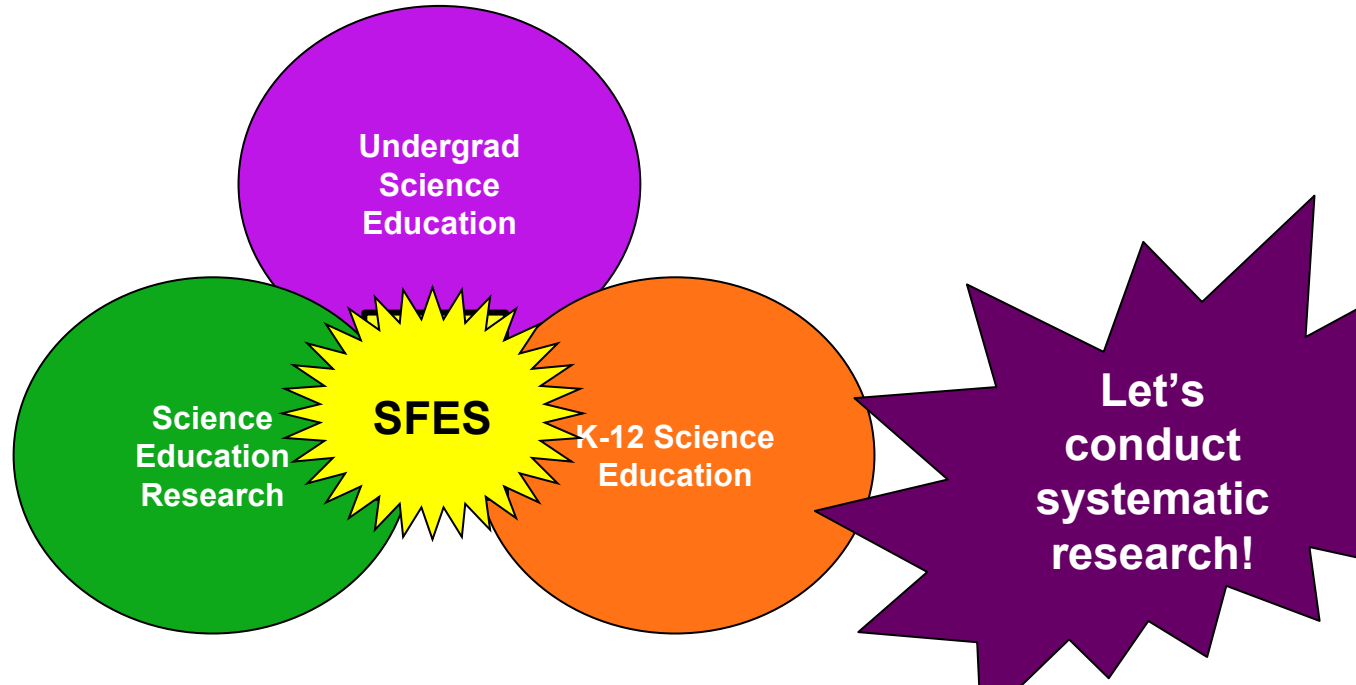 Undergrad
Science
Education
SFES
Science
Education
Research
K-12 Science
Education
Let’s
conduct
systematic
research!